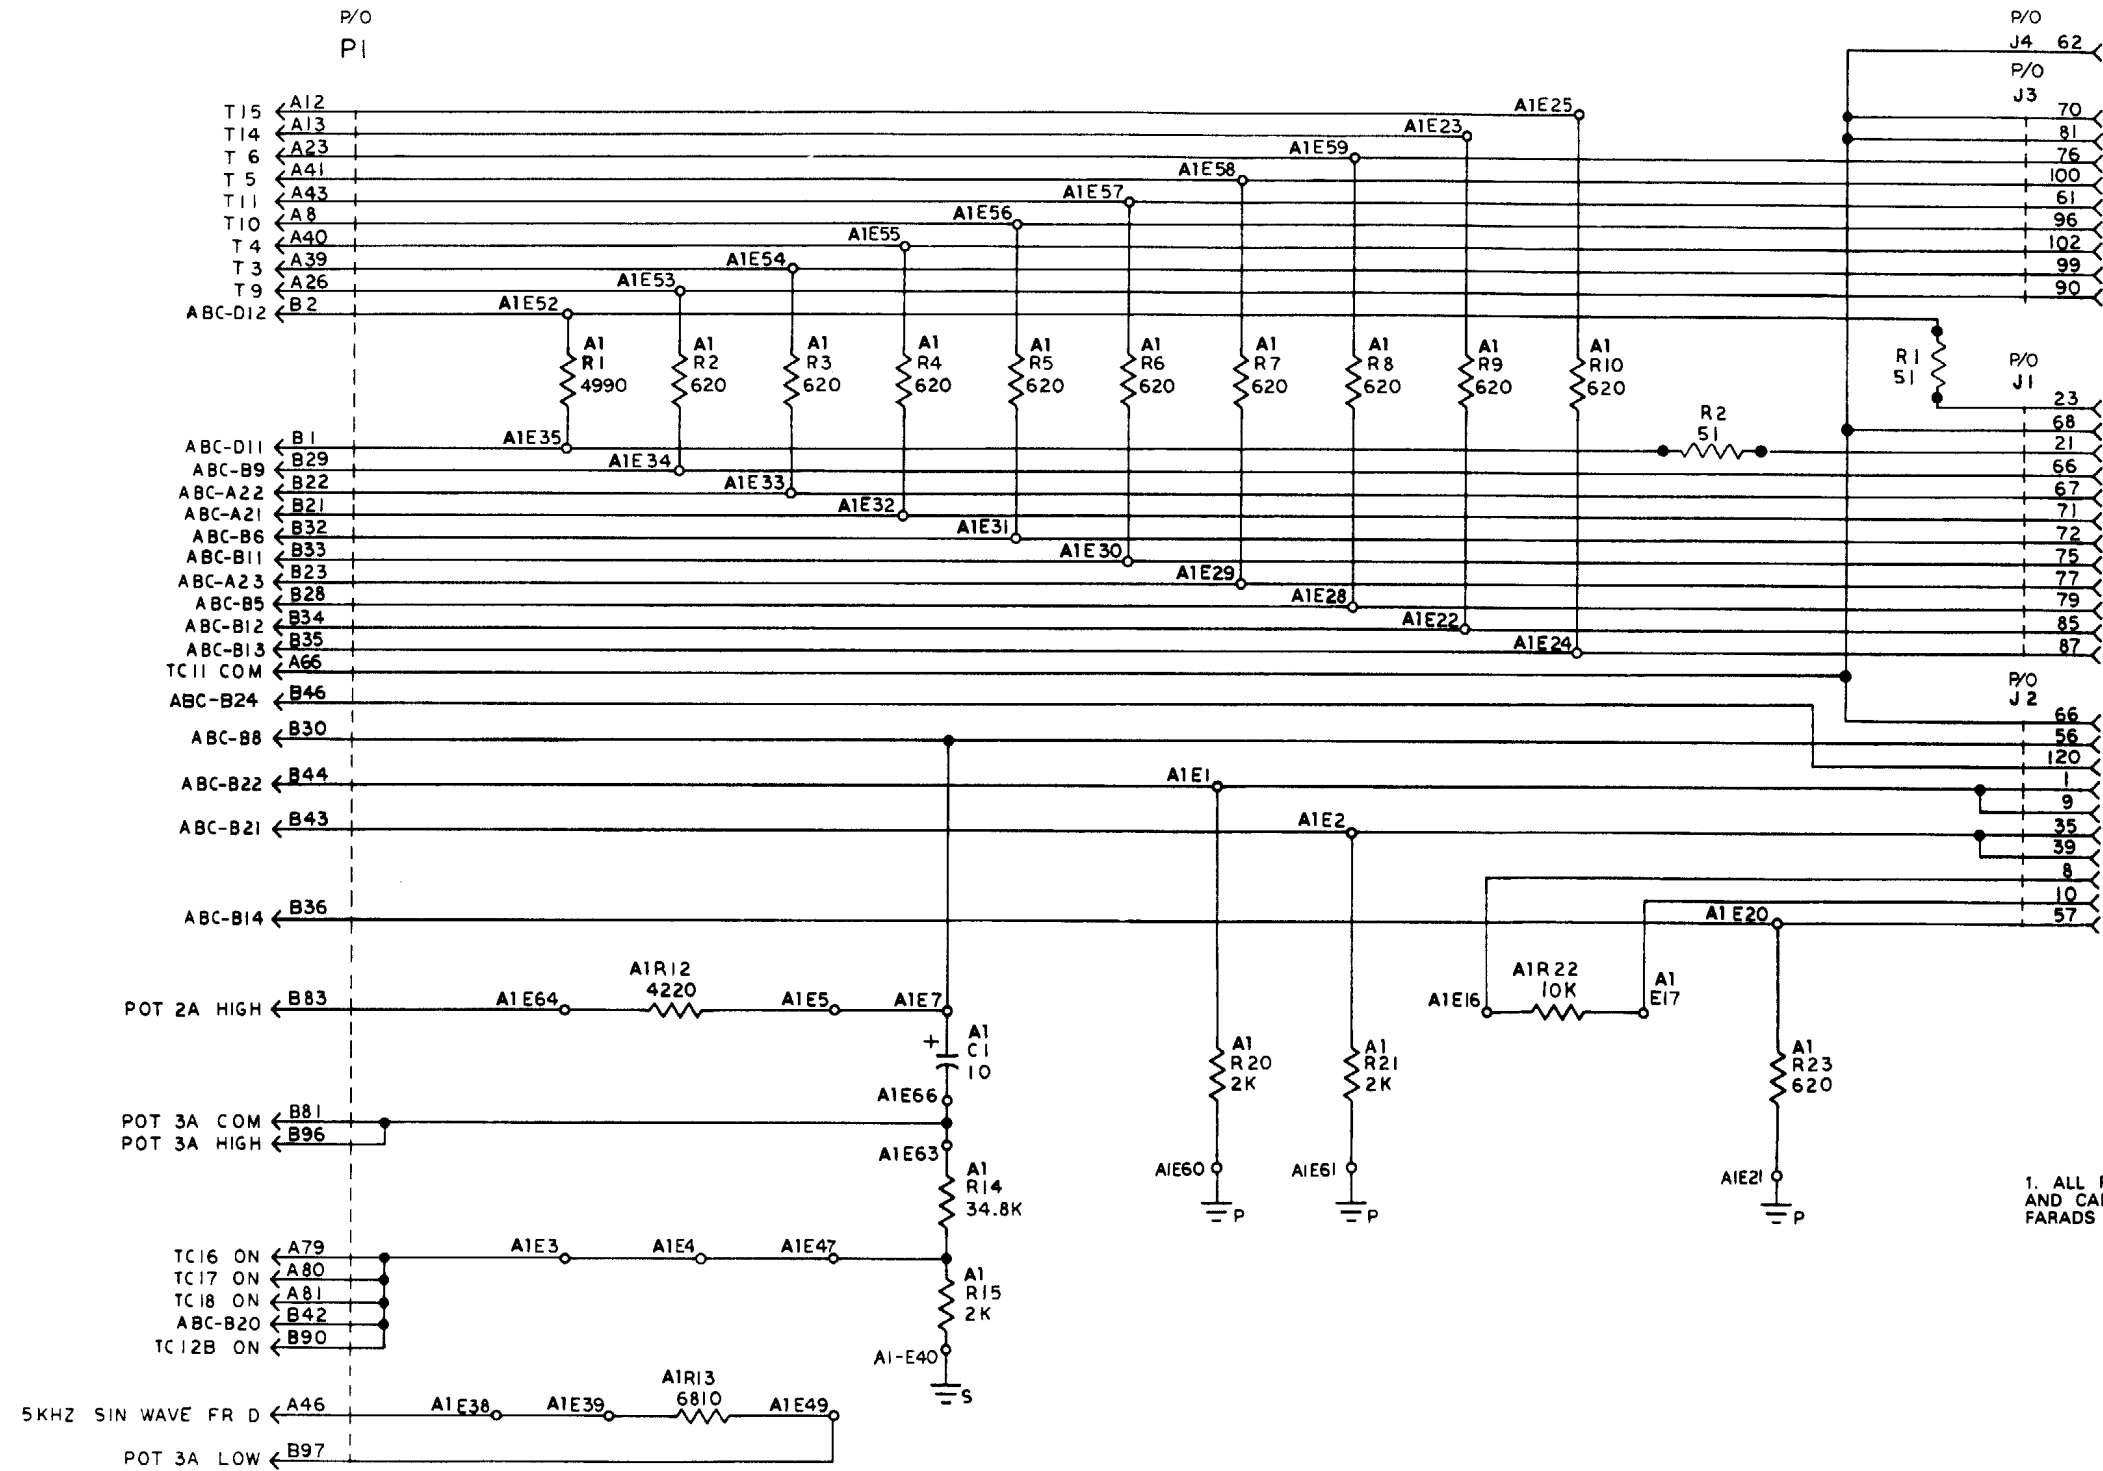 P/O
P1
P/O
J4 62
P/O
J3
T15 A12 A1E25 70
T14 A13 A1E23 81
T 6 A23 A1E59 76
T 5 A41 A1E58 100
T11 A43 A1E57 61
T10 A8 A1E56 96
T 4 A40 A1E55 102
T 3 A39 A1E54 99
T 9 A26 A1E53 90
ABC-D12 B2 A1E52
A1 A1 A1 A1 A1 A1 A1 A1 A1 A1
R1 R2 R3 R4 R5 R6 R7 R8 R9 R10
4990 620 620 620 620 620 620 620 620 620
R1
51
P/O
J1
23
68
R2
51
ABC-D11 B1 A1E35 21
ABC-B9 B29 A1E34 66
ABC-A22 B22 A1E33 67
ABC-A21 B21 A1E32 71
ABC-B6 B32 A1E31 72
ABC-B11 B33 A1E30 75
ABC-A23 B23 A1E29 77
ABC-B5 B28 A1E28 79
ABC-B12 B34 A1E22 85
ABC-B13 B35 A1E24 87
TC11 COM A66
P/O
J2
ABC-B24 B46
66
ABC-B8 B30 56
120
ABC-B22 B44 A1E1 1
9
ABC-B21 B43 A1E2 35
39
8
10
ABC-B14 B36 A1E20 57
A1R12
4220
POT 2A HIGH B83 A1E64 A1E5 A1E7
A1R22
10K
A1E16
A1
E17
+
A1
C1
10
A1E66
A1
R20
2K
A1
R21
2K
A1
R23
620
POT 3A COM B81
POT 3A HIGH B96
A1E63
A1E60 A1E61 A1E21
A1
R14
34.8K
P P P
1. ALL
AND
FARADS
TC16 ON A79 A1E3 A1E4 A1E47
TC17 ON A80
TC18 ON A81
ABC-B20 B42
TC12B ON B90
A1
R15
2K
A1-E40
S
A1R13
6810
5KHZ SIN WAVE FR D A46 A1E38 A1E39 A1E49
POT 3A LOW B97